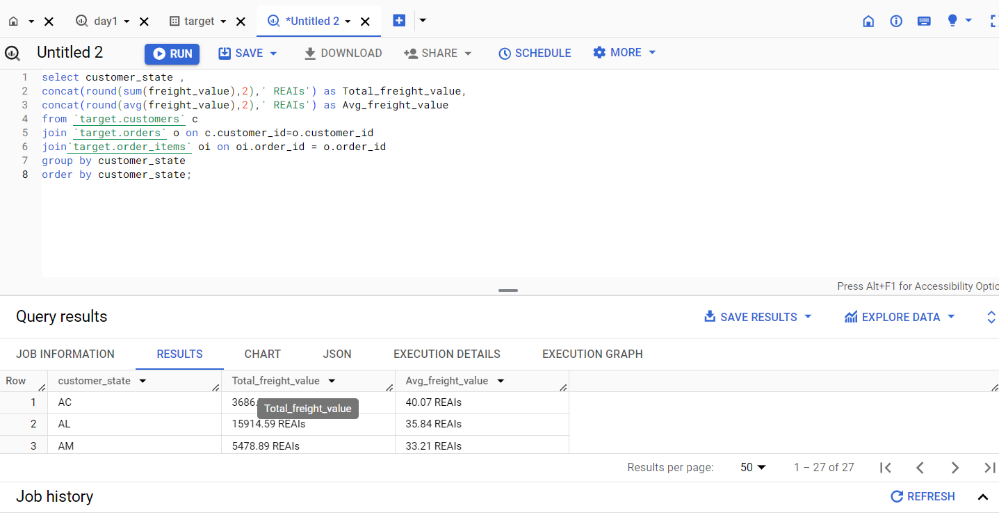 day1
target
*Untitled 2
Untitled 2
RUN
SAVE
DOWNLOAD
SHARE
SCHEDULE
MORE
1 select customer_state ,
2 concat(round(sum(freight_value),2),' REAIs') as Total_freight_value,
3 concat(round(avg(freight_value),2),' REAIs') as Avg_freight_value
4 from `target.customers` c
5 join `target.orders` o on c.customer_id=o.customer_id
6 join`target.order_items` oi on oi.order_id = o.order_id
7 group by customer_state
8 order by customer_state;
Press Alt+F1 for Accessibility Optio
Query results
SAVE RESULTS
EXPLORE DATA
JOB INFORMATION
RESULTS
CHART
JSON
EXECUTION DETAILS
EXECUTION GRAPH
Row customer_state Total_freight_value Avg_freight_value
1 AC 3686. 40.07 REAIs
Total_freight_value
2 AL 15914.59 REAIs 35.84 REAIs
3 AM 5478.89 REAIs 33.21 REAIs
Results per page: 50 1 – 27 of 27
Job history
REFRESH